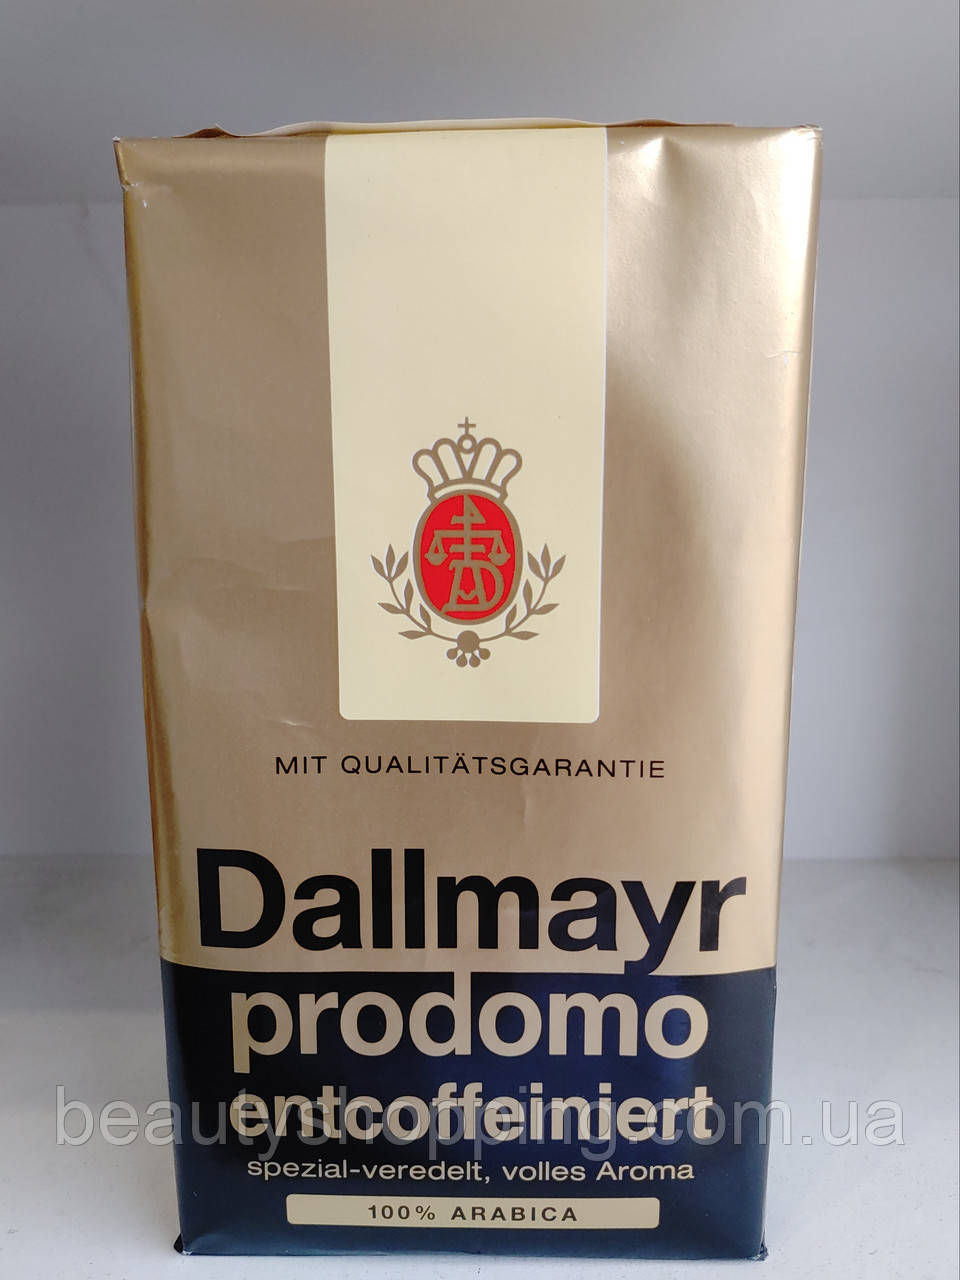 MIT QUALITÄTSGARANTIE
Dallmayr
prodomo
entcoffeiniert
beautyshopping.com.ua
spezial-veredelt, volles Aroma
100% ARABICA